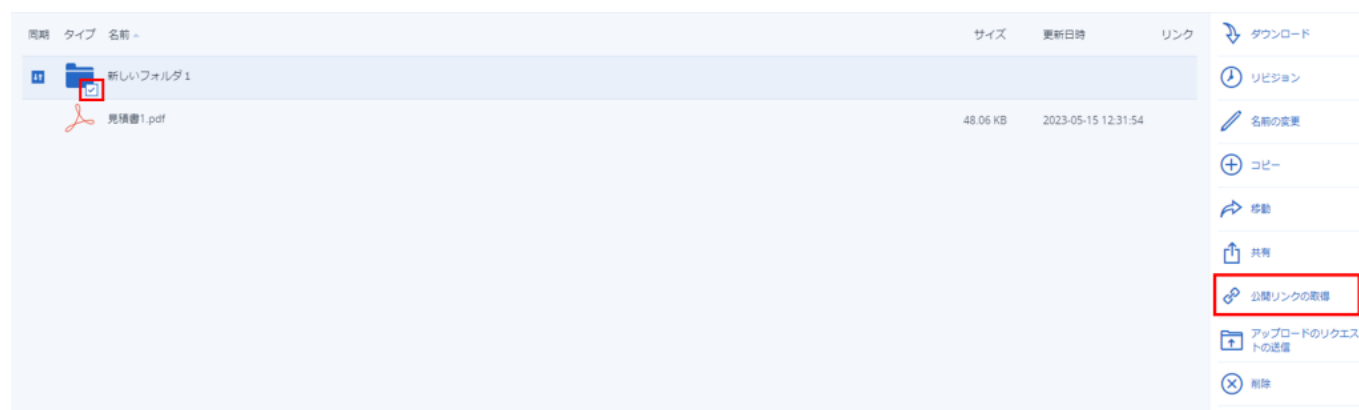 同期 タイプ 名前 サイズ 更新日時 リンク
新しいフォルダ1
見積書1.pdf 48.06 KB 2023-05-15 12:31:54
ダウンロード
リビジョン
名前の変更
コピー
移動
共有
公開リンクの取得
アップロードのリクエス
トの送信
削除